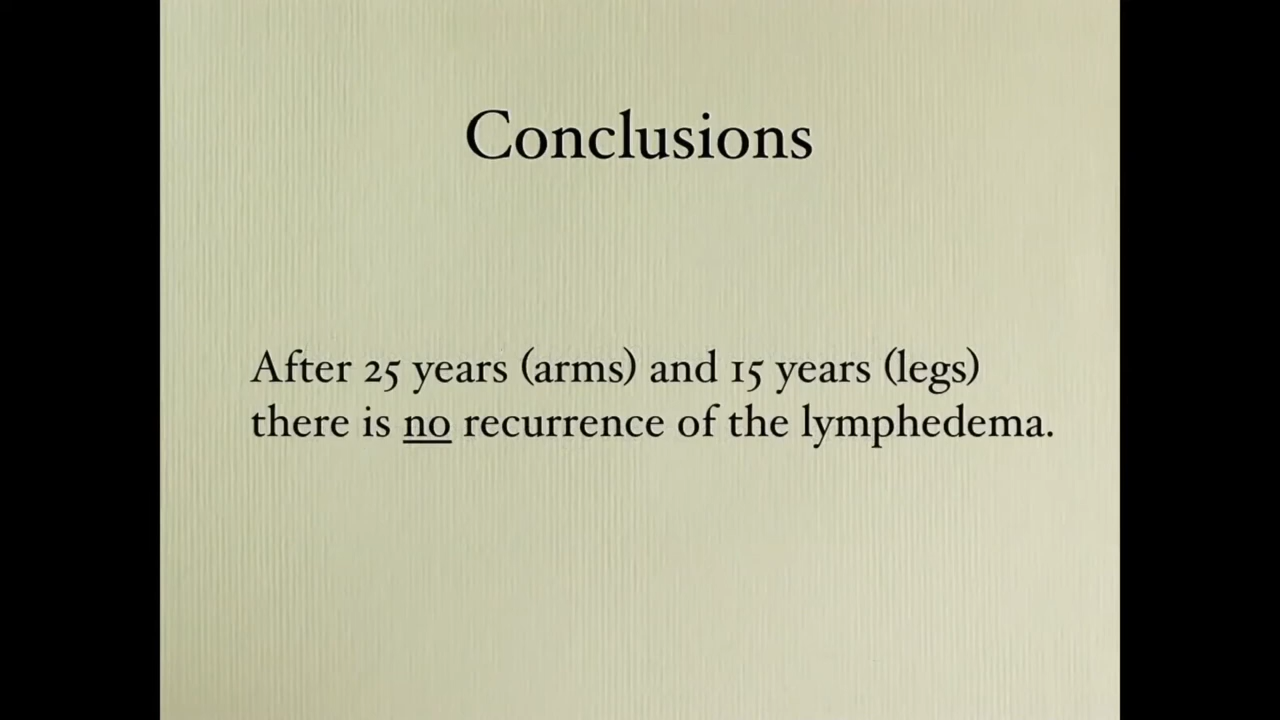 Conclusions
After 25 years (arms) and 15 years (legs)
there is no recurrence of the lymphedema.